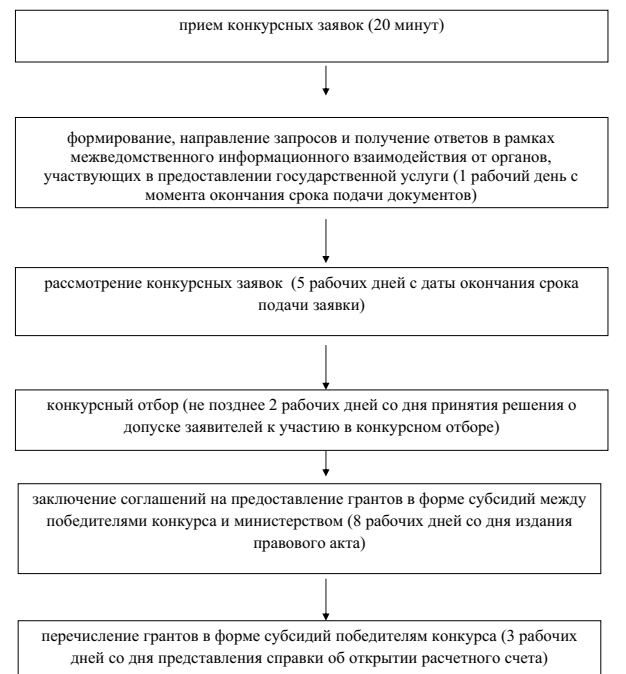 прием конкурсных заявок (20 минут)
формирование, направление запросов и получение ответов в рамках
межведомственного информационного взаимодействия от органов,
участвующих в предоставлении государственной услуги (1 рабочий день с
момента окончания срока подачи документов)
рассмотрение конкурсных заявок (5 рабочих дней с даты окончания срока
подачи заявки)
конкурсный отбор (не позднее 2 рабочих дней со дня принятия решения о
допуске заявителей к участию в конкурсном отборе)
заключение соглашений на предоставление грантов в форме субсидий между
победителями конкурса и министерством (8 рабочих дней со дня издания
правового акта)
перечисление грантов в форме субсидий победителям конкурса (3 рабочих
дней со дня представления справки об открытии расчетного счета)